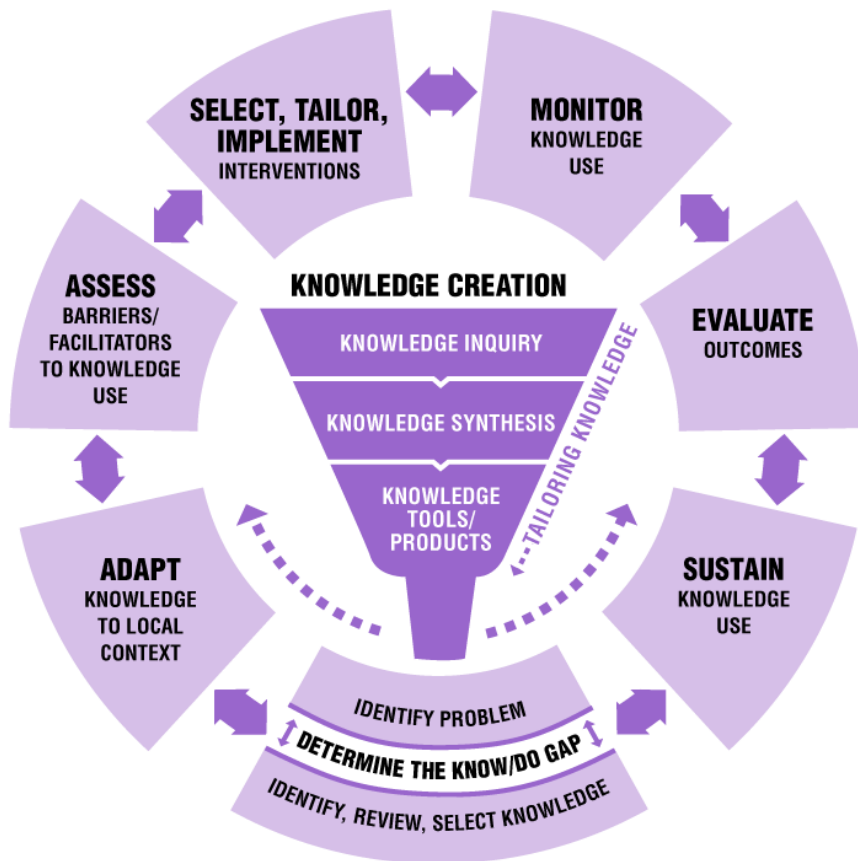 SELECT, TAILOR,
IMPLEMENT
INTERVENTIONS
MONITOR
KNOWLEDGE
USE
ASSESS
BARRIERS/
FACILITATORS
TO KNOWLEDGE
USE
KNOWLEDGE CREATION
KNOWLEDGE INQUIRY
KNOWLEDGE SYNTHESIS
KNOWLEDGE
TOOLS/
PRODUCTS
TAILORING KNOWLEDGE
EVALUATE
OUTCOMES
ADAPT
KNOWLEDGE
TO LOCAL
CONTEXT
SUSTAIN
KNOWLEDGE
USE
IDENTIFY PROBLEM
DETERMINE THE KNOW/DO GAP
IDENTIFY, REVIEW, SELECT KNOWLEDGE